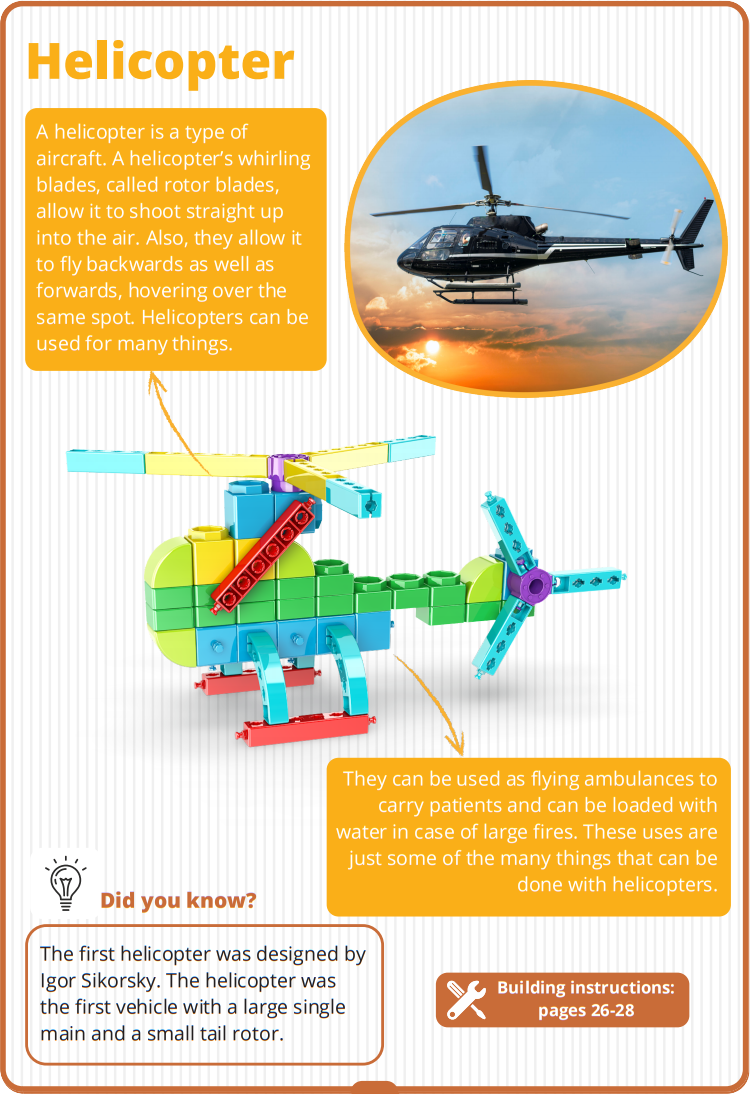 Helicopter
A helicopter is a type of
aircraft. A helicopter's whirling
blades, called rotor blades,
allow it to shoot straight up
into the air. Also, they allow it
to fly backwards as well as
forwards, hovering over the
same spot. Helicopters can be
used for many things.
They can be used as flying ambulances to
carry patients and can be loaded with
water in case of large fires. These uses are
just some of the many things that can be
done with helicopters.
Did you know?
The first helicopter was designed by
Igor Sikorsky. The helicopter was
the first vehicle with a large single
main and a small tail rotor.
Building instructions:
pages 26-28